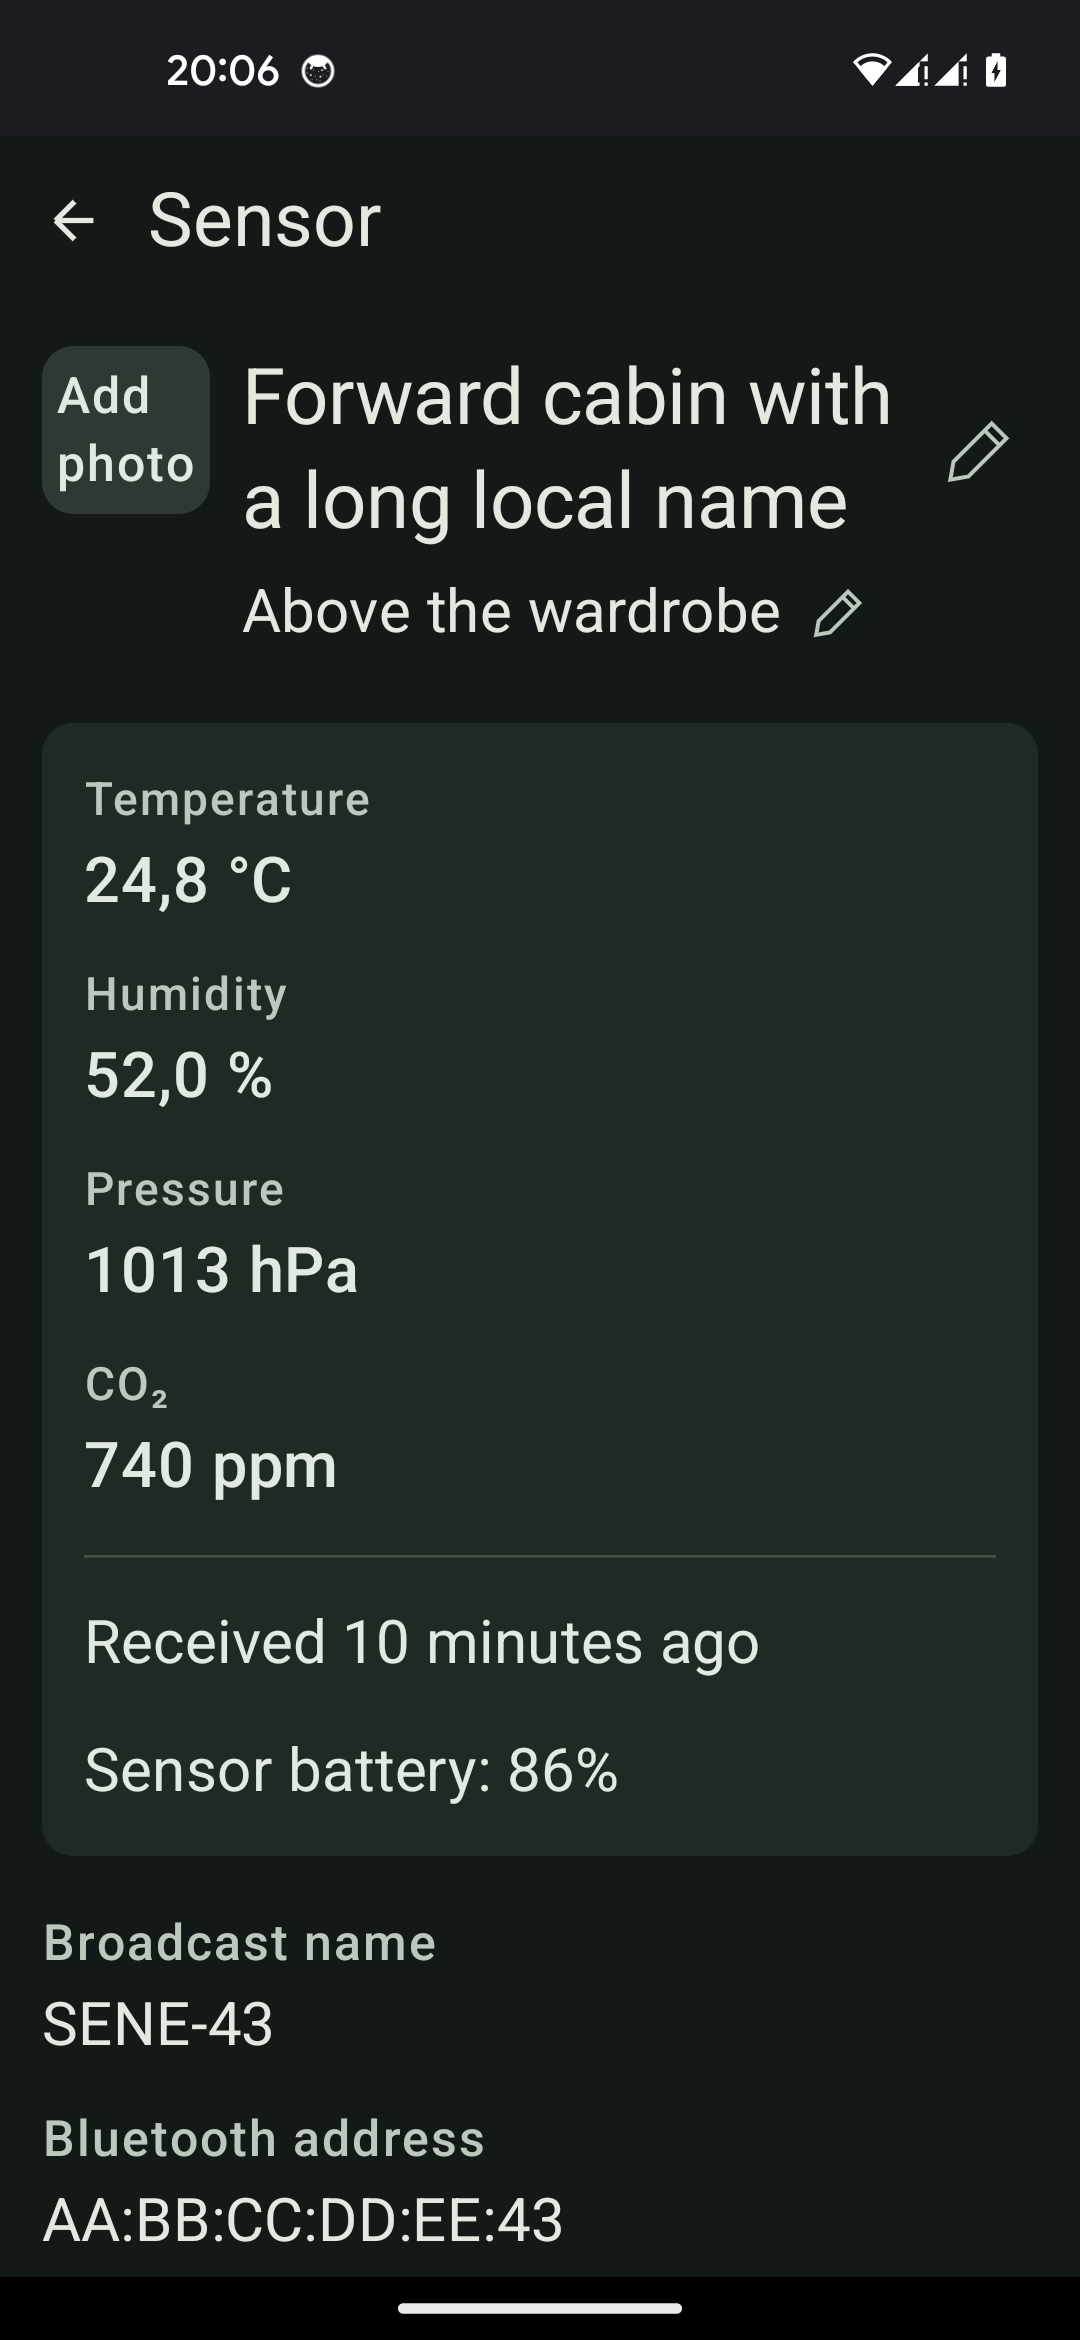 20:06
Sensor
Add
photo
Forward cabin with
a long local name
Above the wardrobe
Temperature
24,8 °C
Humidity
52,0 %
Pressure
1013 hPa
CO₂
740 ppm
Received 10 minutes ago
Sensor battery: 86%
Broadcast name
SENE-43
Bluetooth address
AA:BB:CC:DD:EE:43